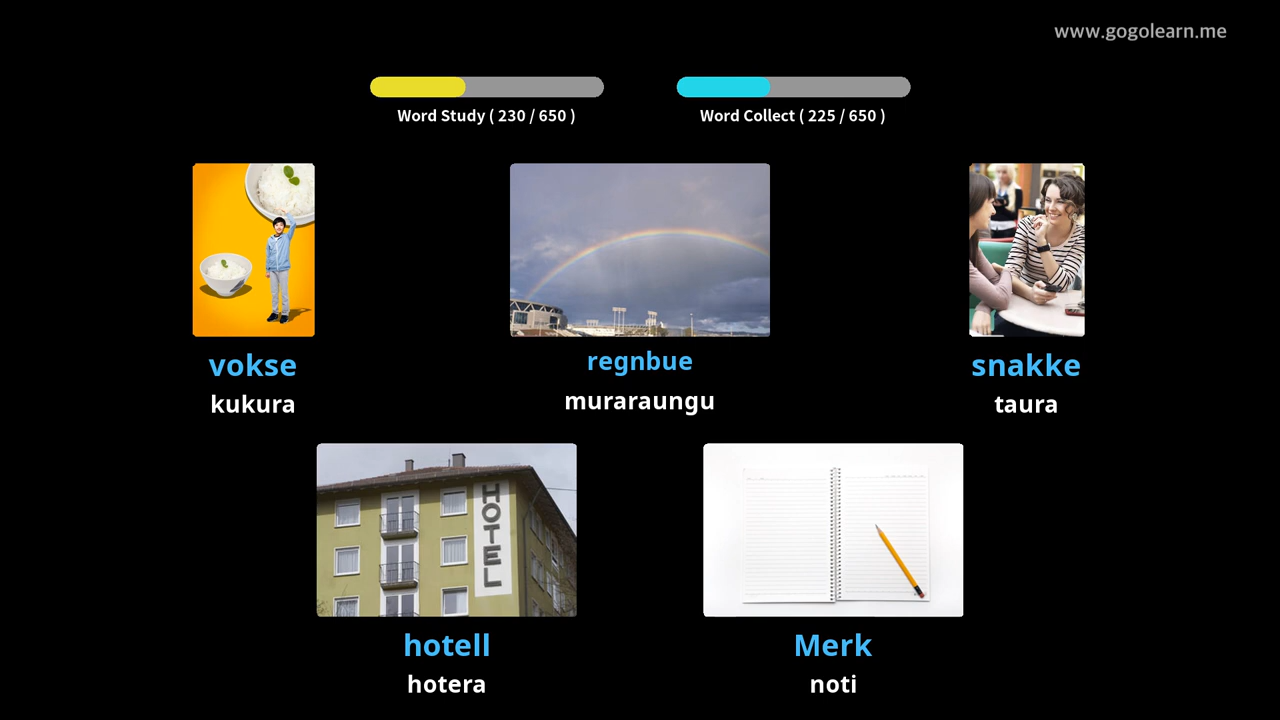 www.gogolearn.me
Word Study ( 230 / 650 )
Word Collect ( 225 / 650 )
vokse
kukura
regnbue
muraraungu
snakke
taura
HOTEL
hotell
hotera
Merk
noti